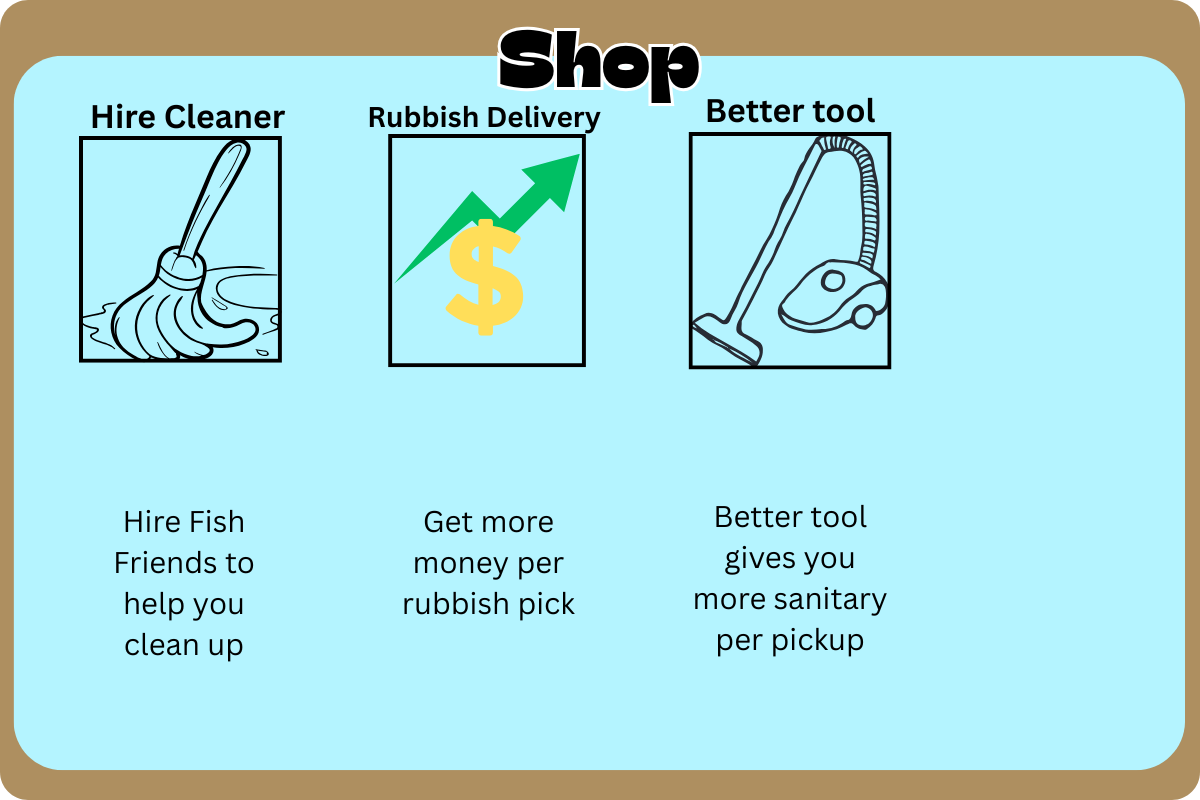 Shop
Hire Cleaner
Rubbish Delivery
Better tool
$
Hire Fish
Friends to
help you
clean up
Get more
money per
rubbish pick
Better tool
gives you
more sanitary
per pickup